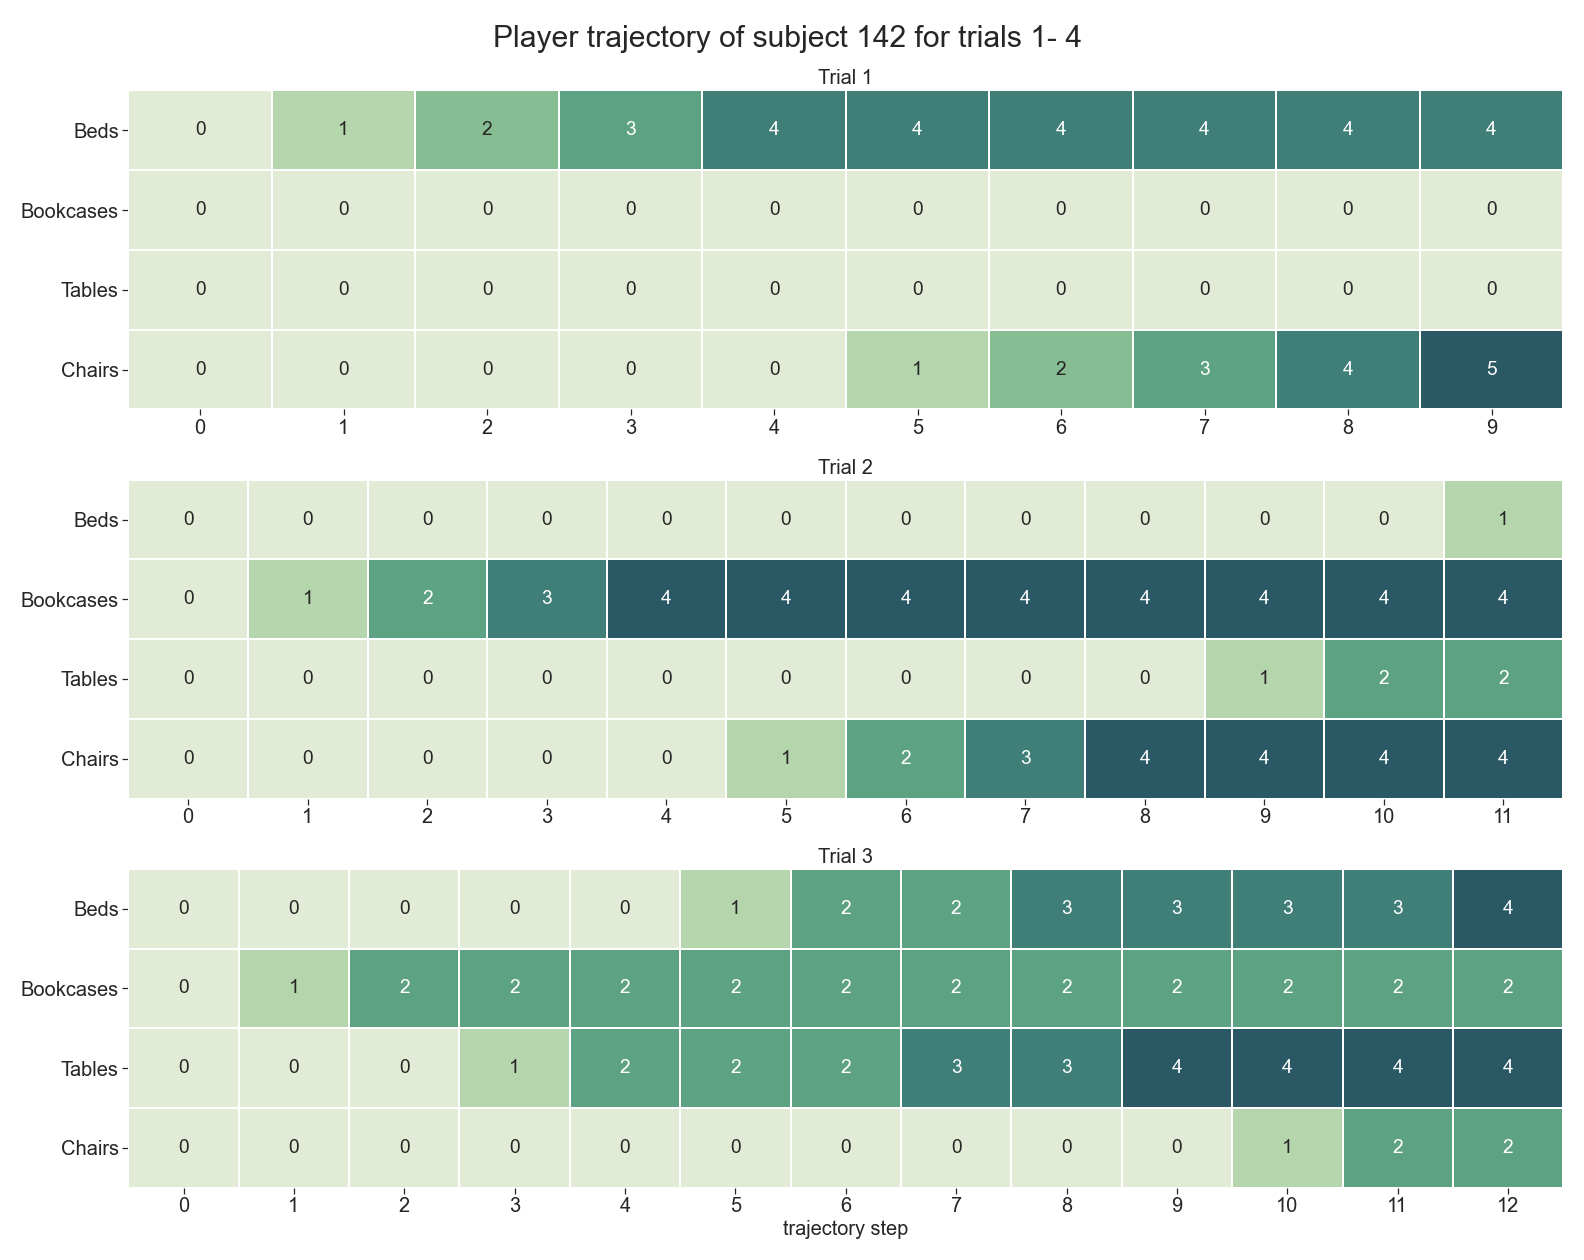 Player trajectory of subject 142 for trials 1- 4
Trial 1
Beds 0 1 2 3 4 4 4 4 4 4
Bookcases 0 0 0 0 0 0 0 0 0 0
Tables 0 0 0 0 0 0 0 0 0 0
Chairs 0 0 0 0 0 1 2 3 4 5
0 1 2 3 4 5 6 7 8 9
Trial 2
Beds 0 0 0 0 0 0 0 0 0 0 0 1
Bookcases 0 1 2 3 4 4 4 4 4 4 4 4
Tables 0 0 0 0 0 0 0 0 0 1 2 2
Chairs 0 0 0 0 0 1 2 3 4 4 4 4
0 1 2 3 4 5 6 7 8 9 10 11
Trial 3
Beds 0 0 0 0 0 1 2 2 3 3 3 3 4
Bookcases 0 1 2 2 2 2 2 2 2 2 2 2 2
Tables 0 0 0 1 2 2 2 3 3 4 4 4 4
Chairs 0 0 0 0 0 0 0 0 0 0 1 2 2
0 1 2 3 4 5 6 7 8 9 10 11 12
trajectory step